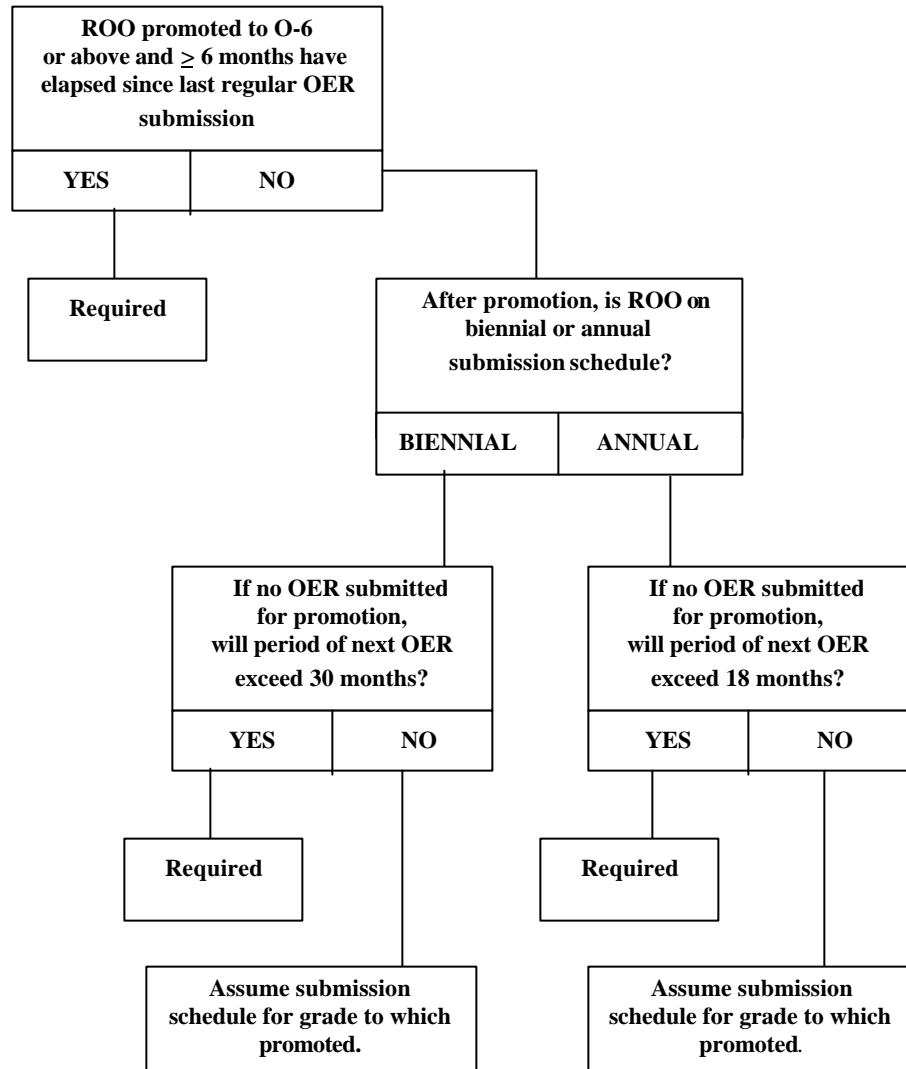 ROO promoted to O-6
or above and ≥ 6 months have
elapsed since last regular OER
submission
YES NO
Required
After promotion, is ROO on
biennial or annual
submission schedule?
BIENNIAL ANNUAL
If no OER submitted
for promotion,
will period of next OER
exceed 30 months?
YES NO
Required
Assume submission
schedule for grade to which
promoted.
If no OER submitted
for promotion,
will period of next OER
exceed 18 months?
YES NO
Required
Assume submission
schedule for grade to which
promoted.